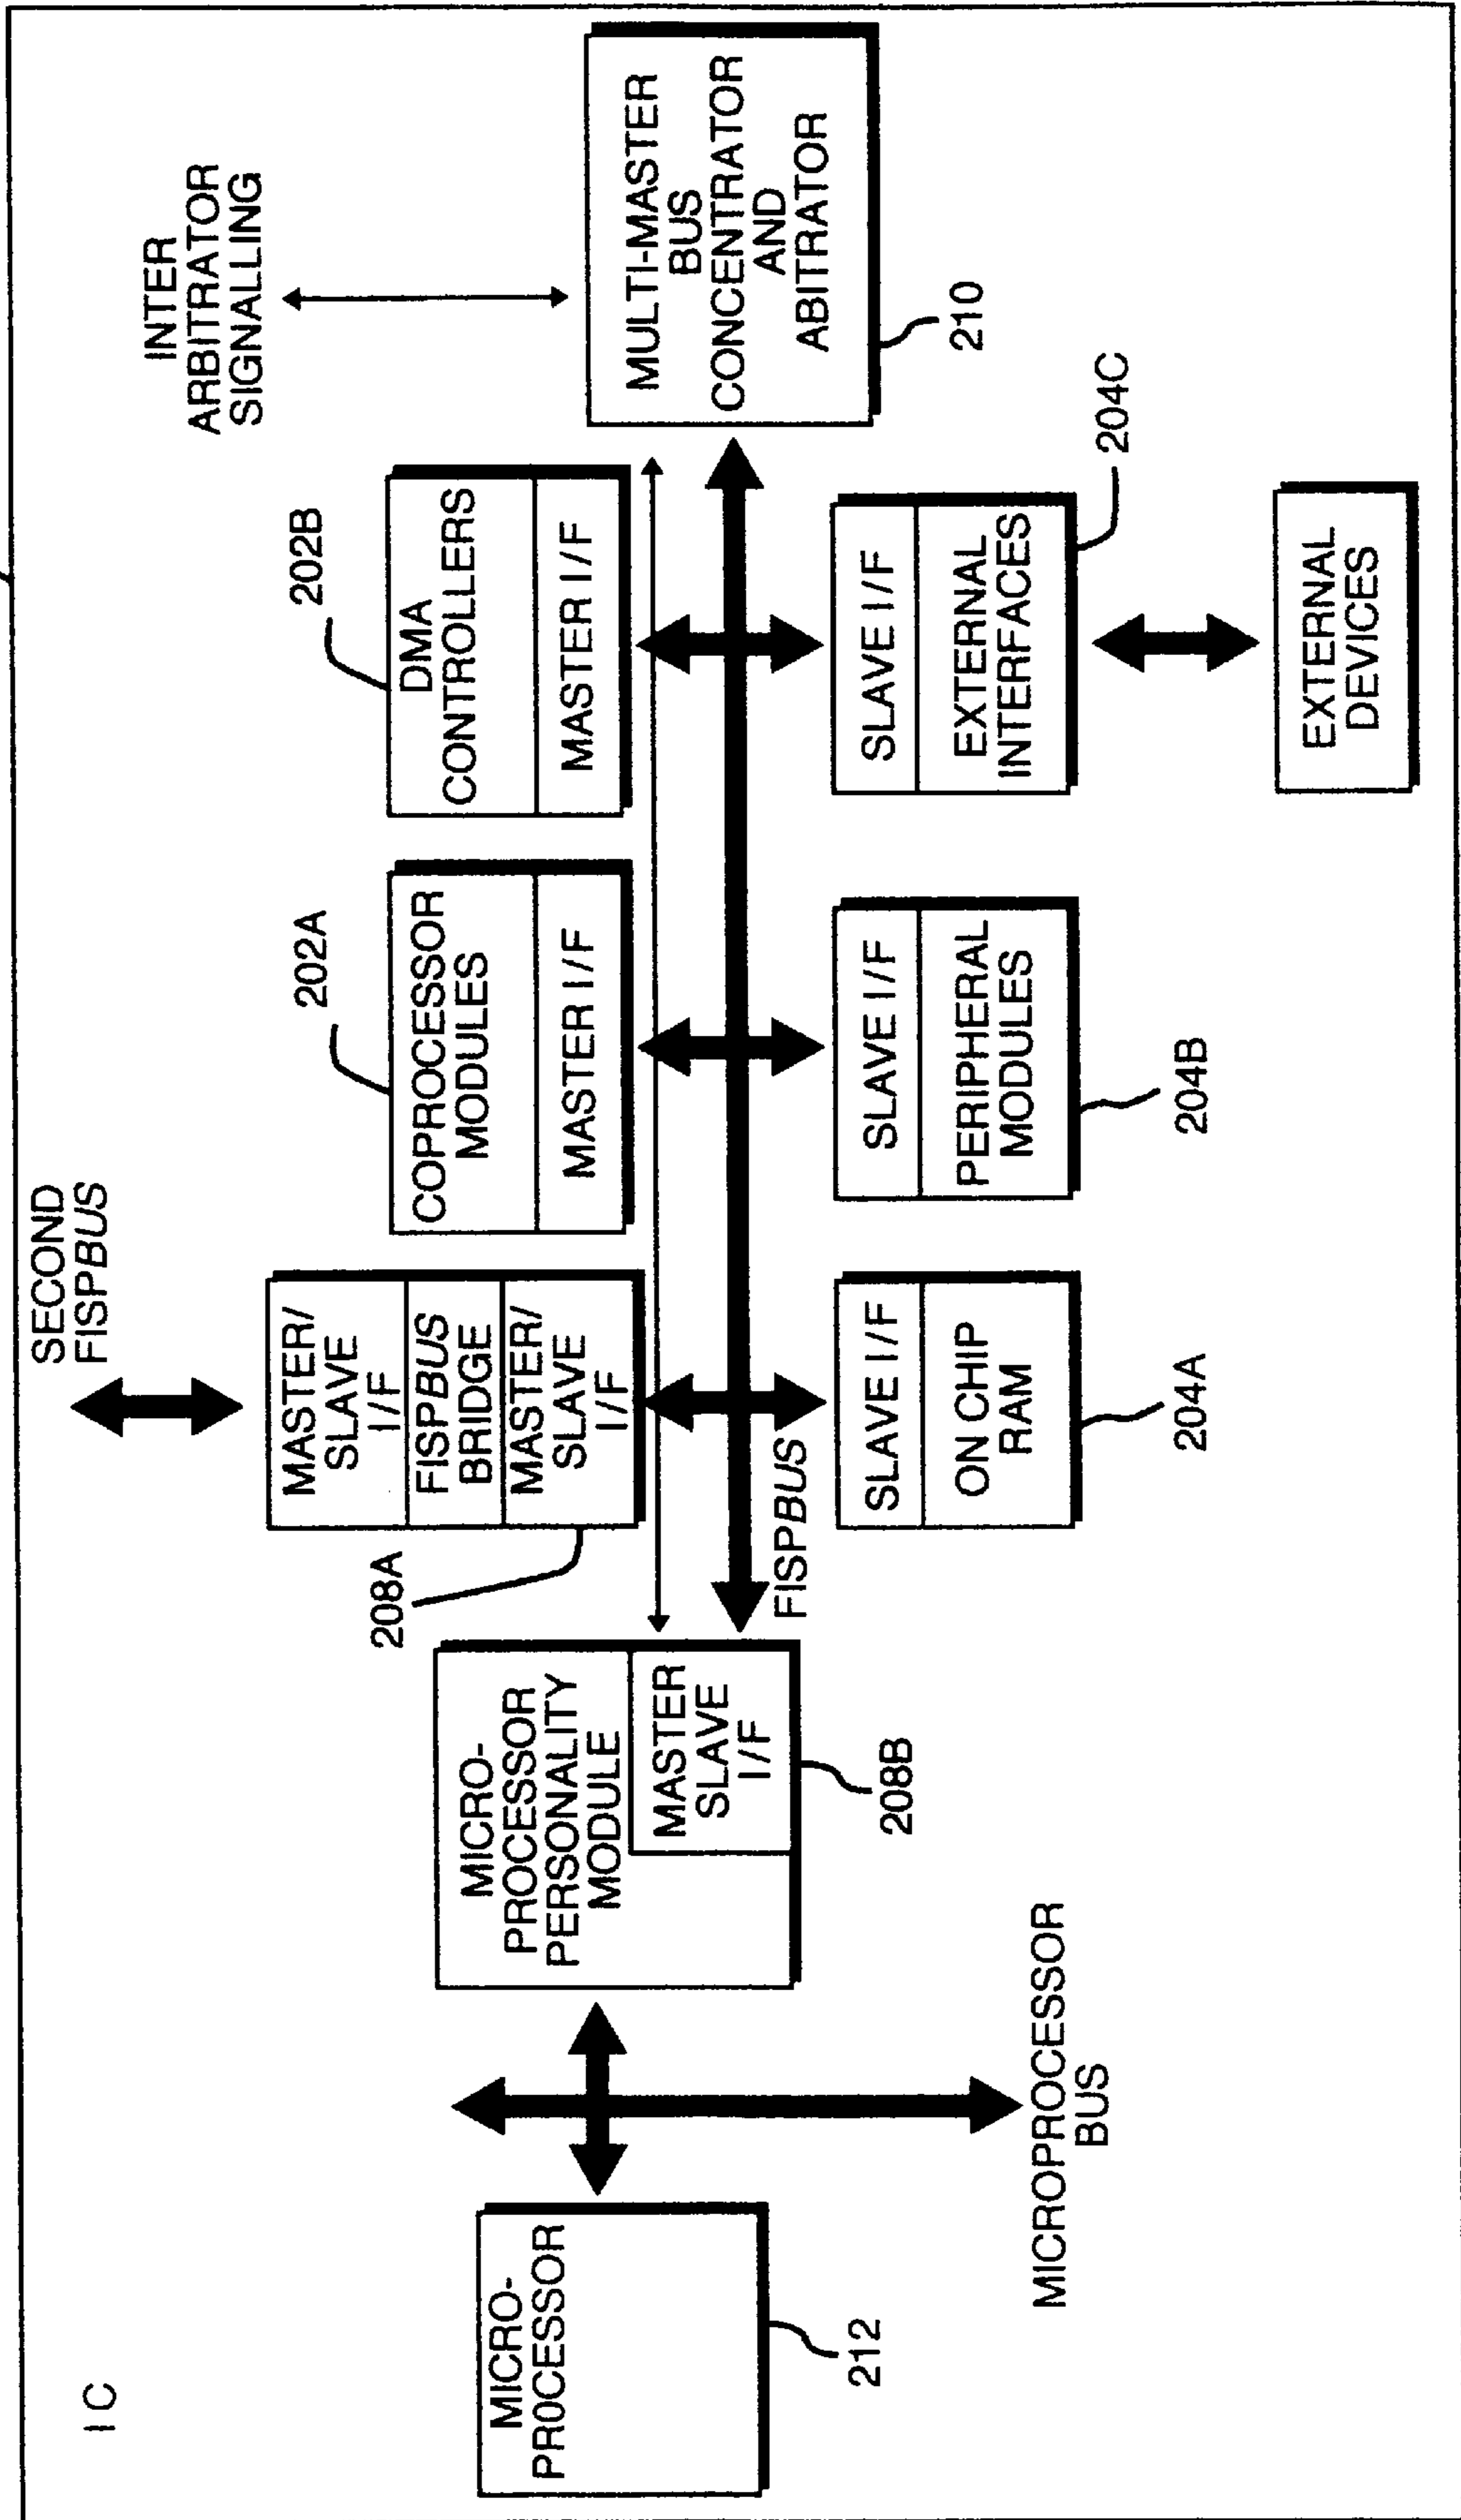 IC
SECOND
FISPBUS
INTER
ARBITRATOR
SIGNALLING
MASTER/
SLAVE
I/F
FISPBUS
BRIDGE
MASTER/
SLAVE
I/F
208A
202A
COPROCESSOR
MODULES
MASTER I/F
202B
DMA
CONTROLLERS
MASTER I/F
MICRO-
PROCESSOR
212
MICRO-
PROCESSOR
PERSONALITY
MODULE
MASTER
SLAVE
I/F
208B
FISPBUS
MULTI-MASTER
BUS
CONCENTRATOR
AND
ABITRATOR
210
MICROPROCESSOR
BUS
SLAVE I/F
ON CHIP
RAM
204A
SLAVE I/F
PERIPHERAL
MODULES
204B
SLAVE I/F
EXTERNAL
INTERFACES
204C
EXTERNAL
DEVICES